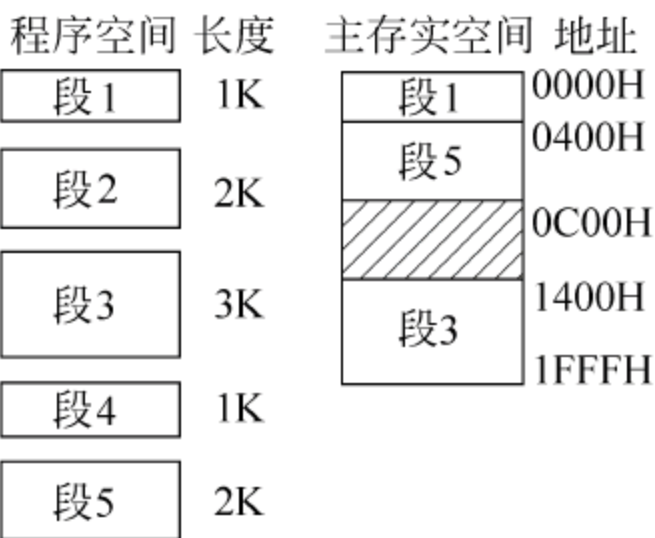 程序空间 长度 主存实空间 地址
段1 1K 段1 0000H
0400H
段2 2K 段5
0C00H
段3 3K 1400H
段3
1FFFH
段4 1K
段5 2K